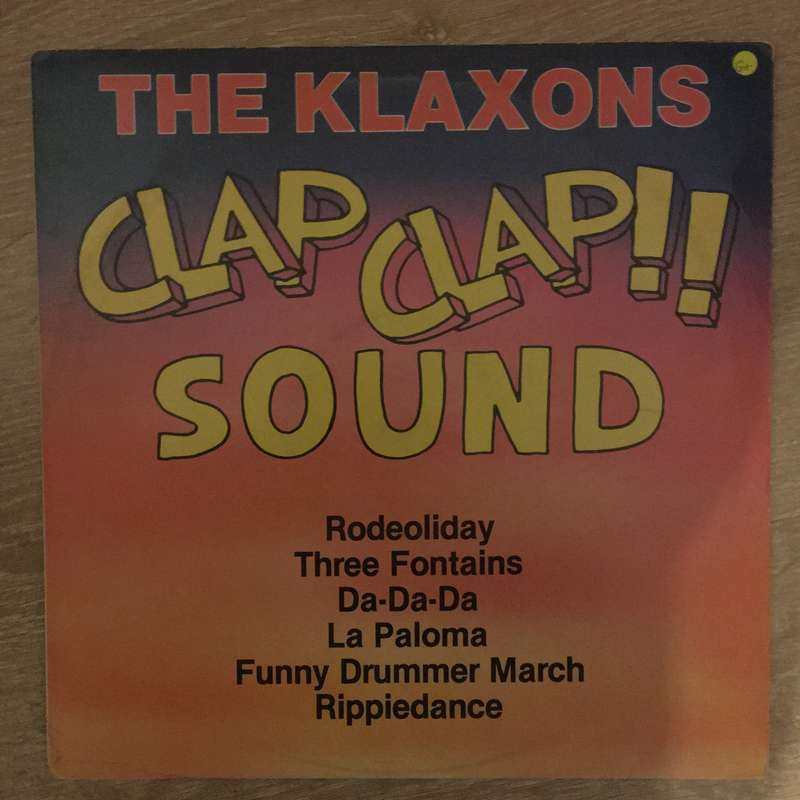 THE KLAXONS
CLAP CLAP!!
SOUND
Rodeoliday
Three Fontains
Da-Da-Da
La Paloma
Funny Drummer March
Rippiedance